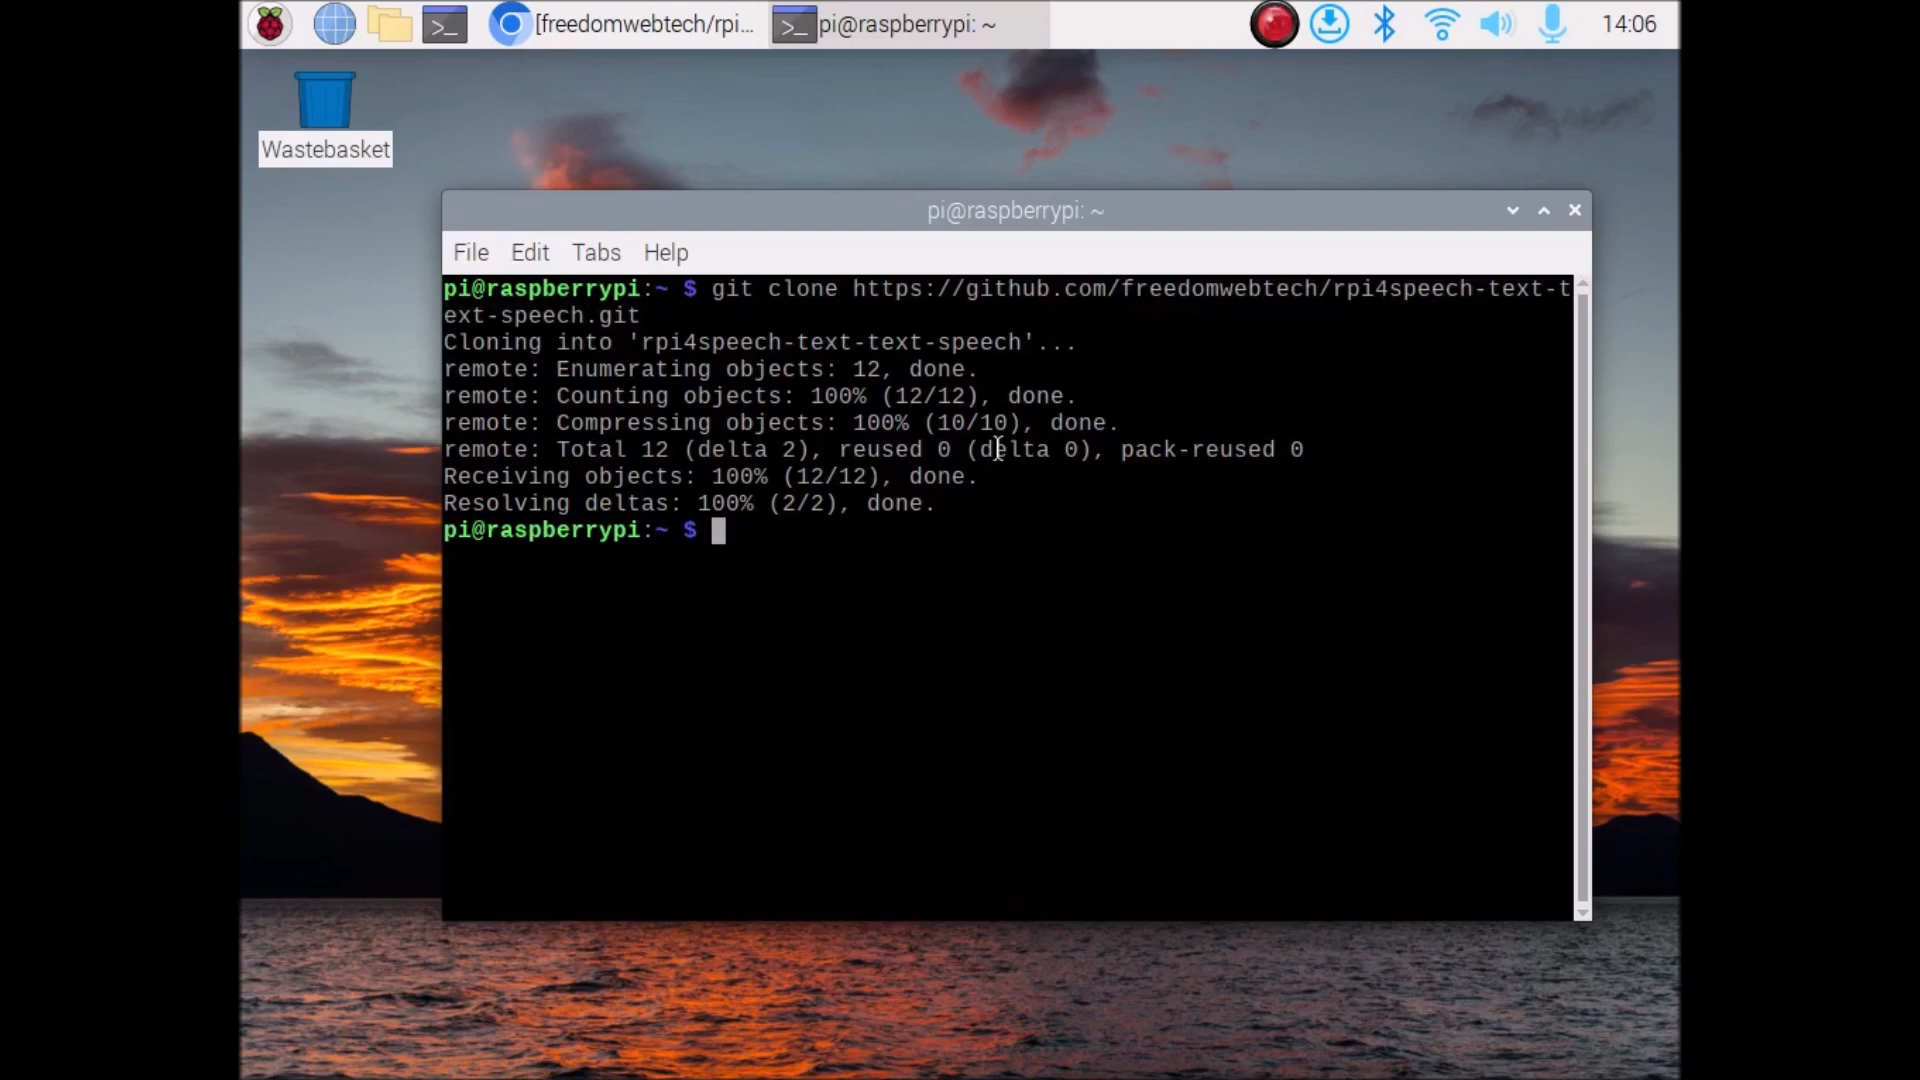 [freedomwebtech/rpi... pi@raspberrypi: ~ 14:06
Wastebasket
pi@raspberrypi: ~
File Edit Tabs Help
pi@raspberrypi:~ $ git clone https://github.com/freedomwebtech/rpi4speech-text-t
ext-speech.git
Cloning into 'rpi4speech-text-text-speech'...
remote: Enumerating objects: 12, done.
remote: Counting objects: 100% (12/12), done.
remote: Compressing objects: 100% (10/10), done.
remote: Total 12 (delta 2), reused 0 (delta 0), pack-reused 0
Receiving objects: 100% (12/12), done.
Resolving deltas: 100% (2/2), done.
pi@raspberrypi:~ $